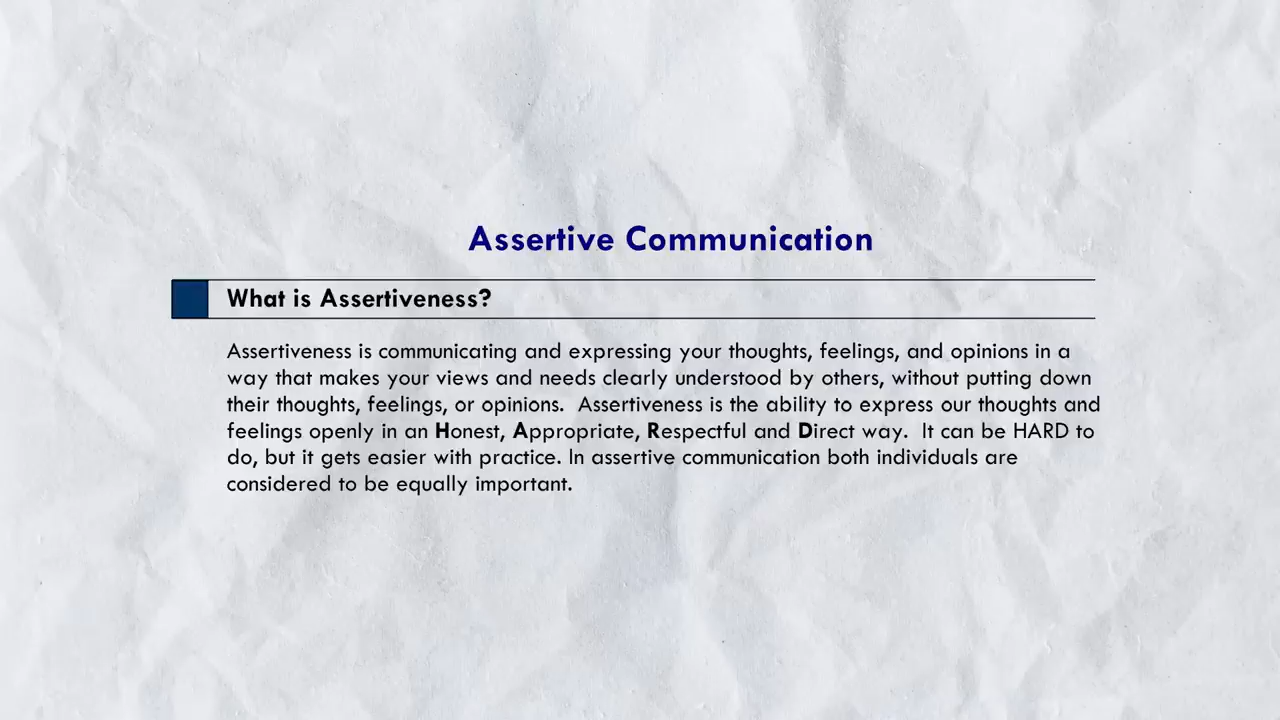 Assertive Communication
What is Assertiveness?
Assertiveness is communicating and expressing your thoughts, feelings, and opinions in a
way that makes your views and needs clearly understood by others, without putting down
their thoughts, feelings, or opinions.  Assertiveness is the ability to express our thoughts and
feelings openly in an Honest, Appropriate, Respectful and Direct way.  It can be HARD to
do, but it gets easier with practice. In assertive communication both individuals are
considered to be equally important.